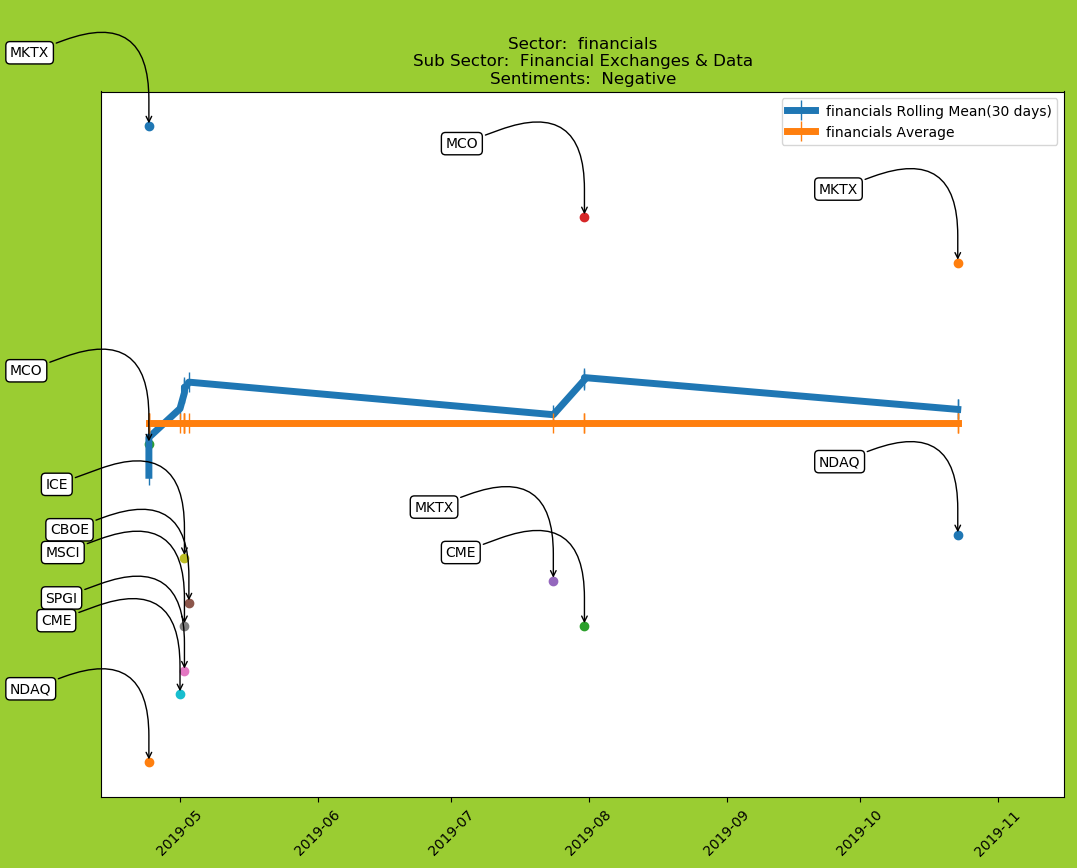 MKTX
Sector:  financials
Sub Sector:  Financial Exchanges & Data
Sentiments:  Negative
financials Rolling Mean(30 days)
financials Average
MCO
MKTX
MCO
NDAQ
ICE
MKTX
CBOE
MSCI
CME
SPGI
CME
NDAQ
2019-05
2019-06
2019-07
2019-08
2019-09
2019-10
2019-11